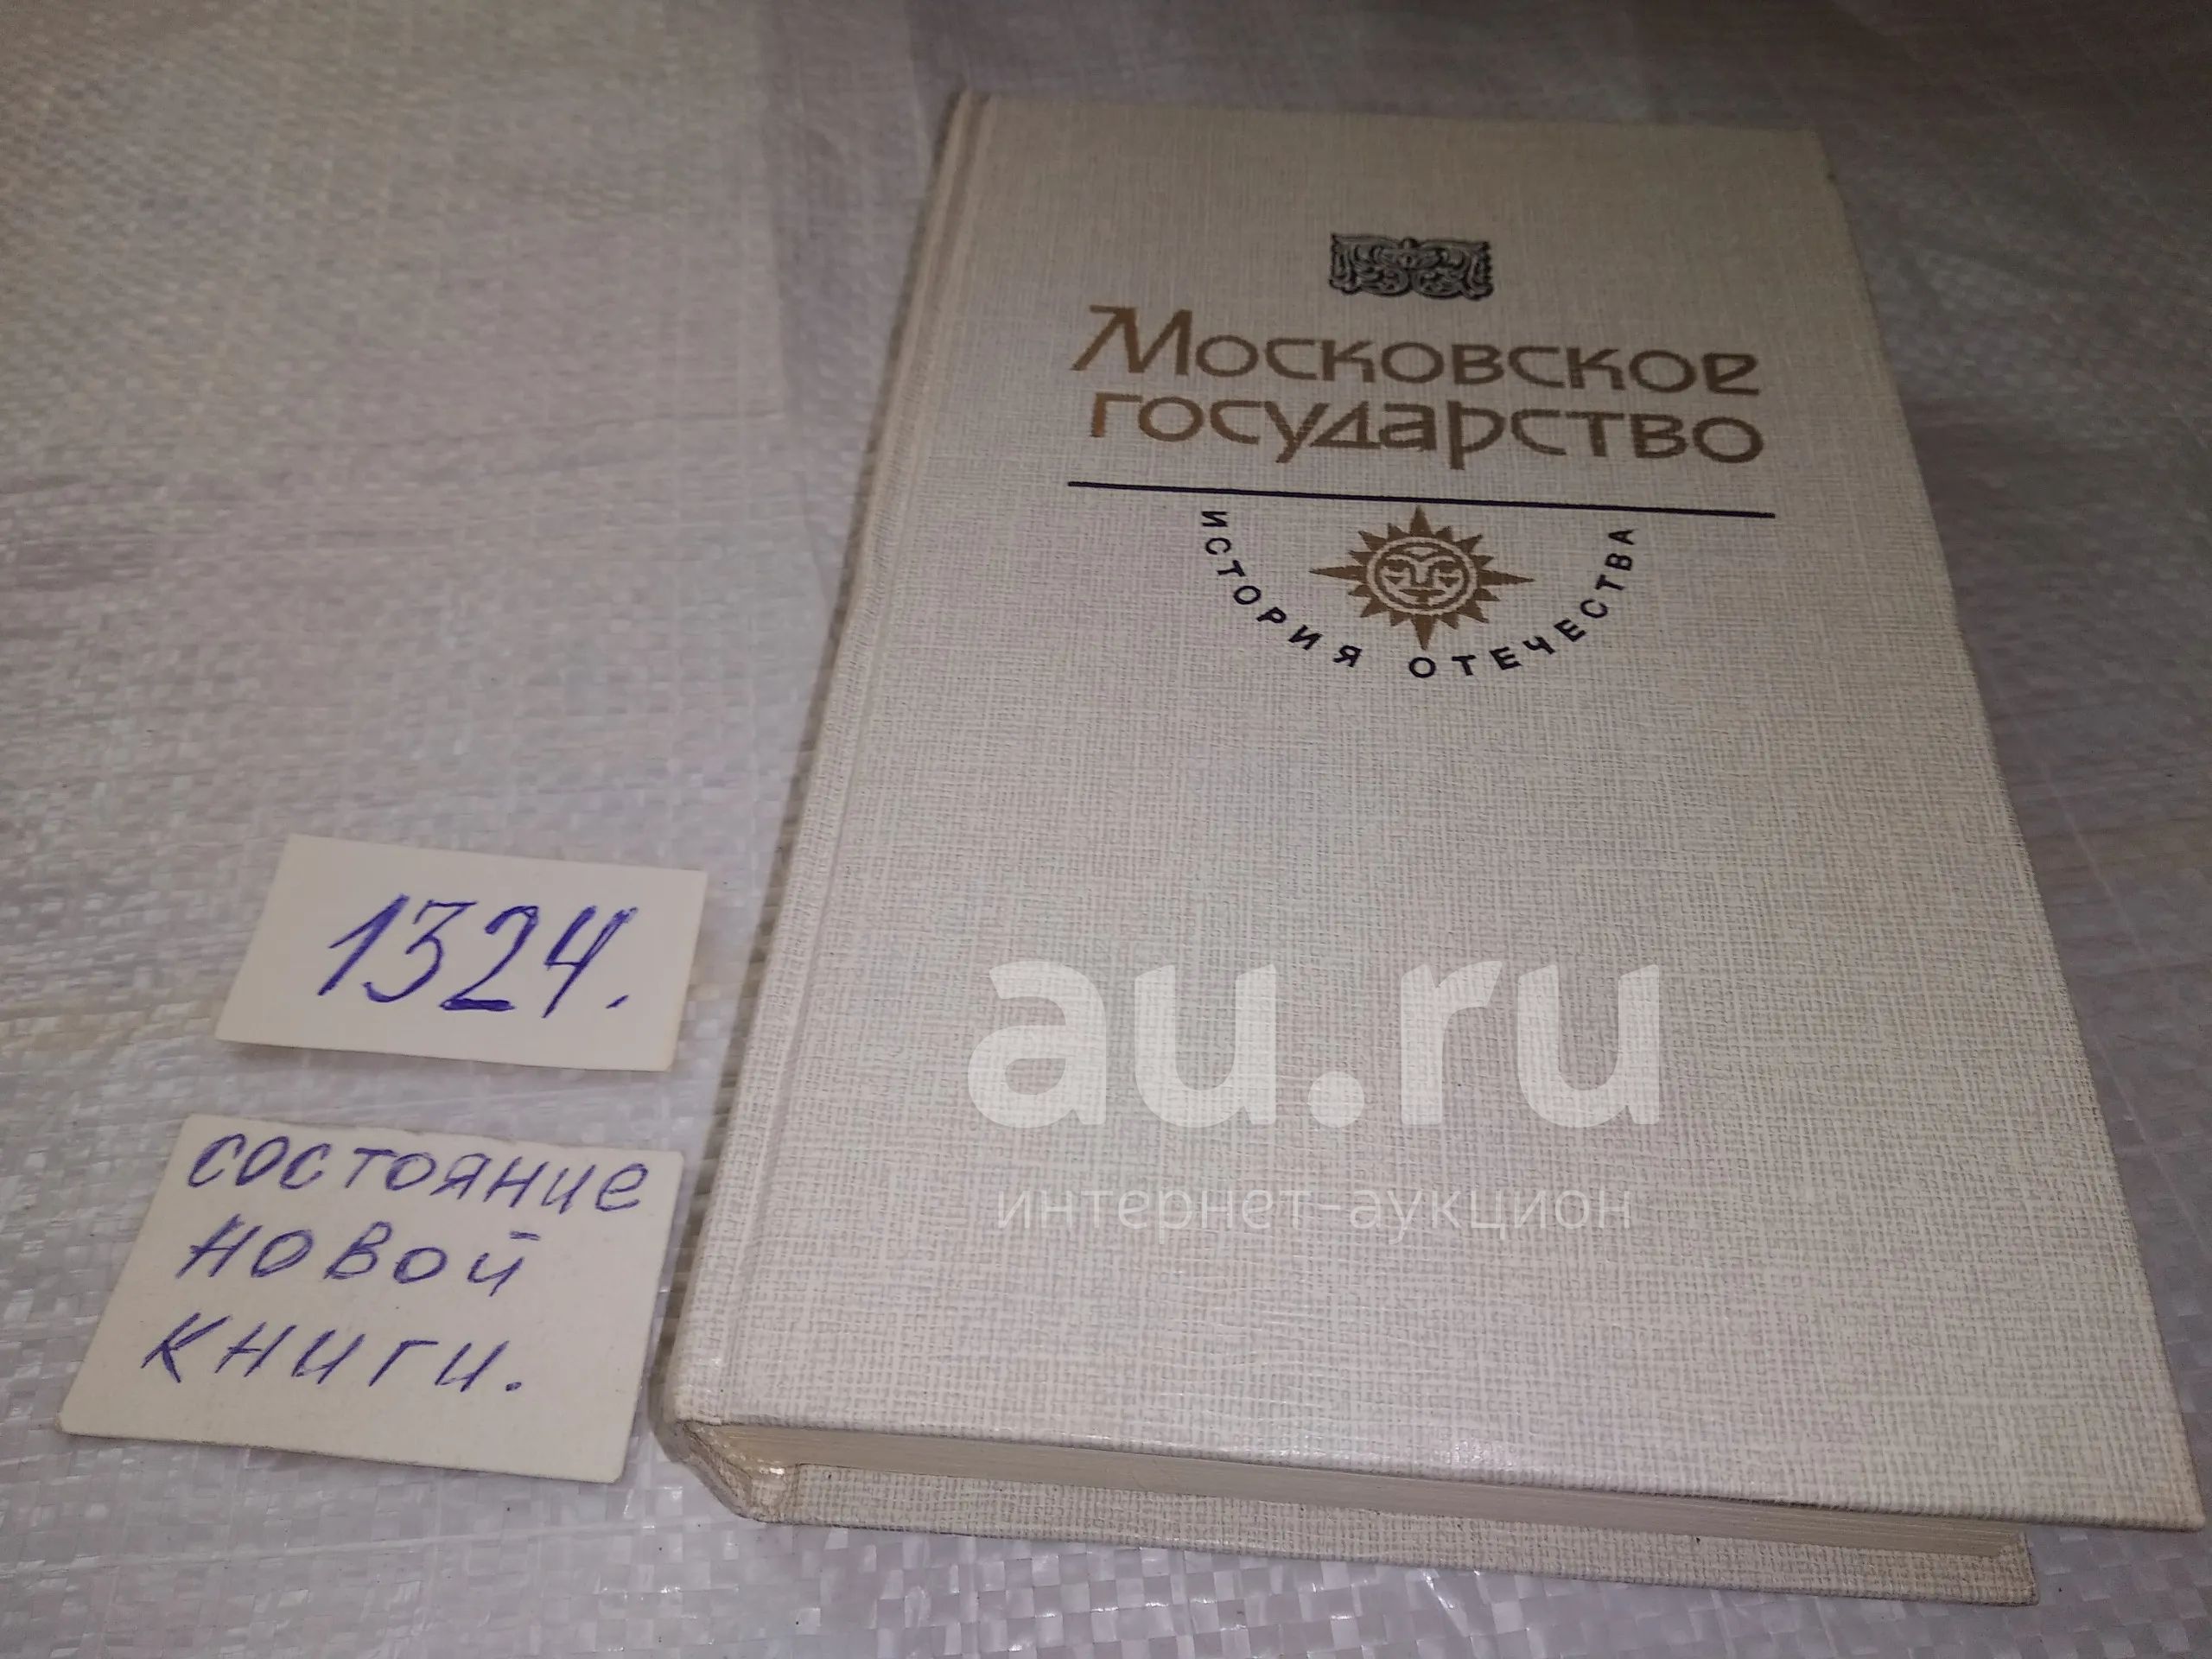 Московское
государство
ИСТОРИЯ ОТЕЧЕСТВА
1324.
состояние
новой
книги.
au.ru
интернет-аукцион